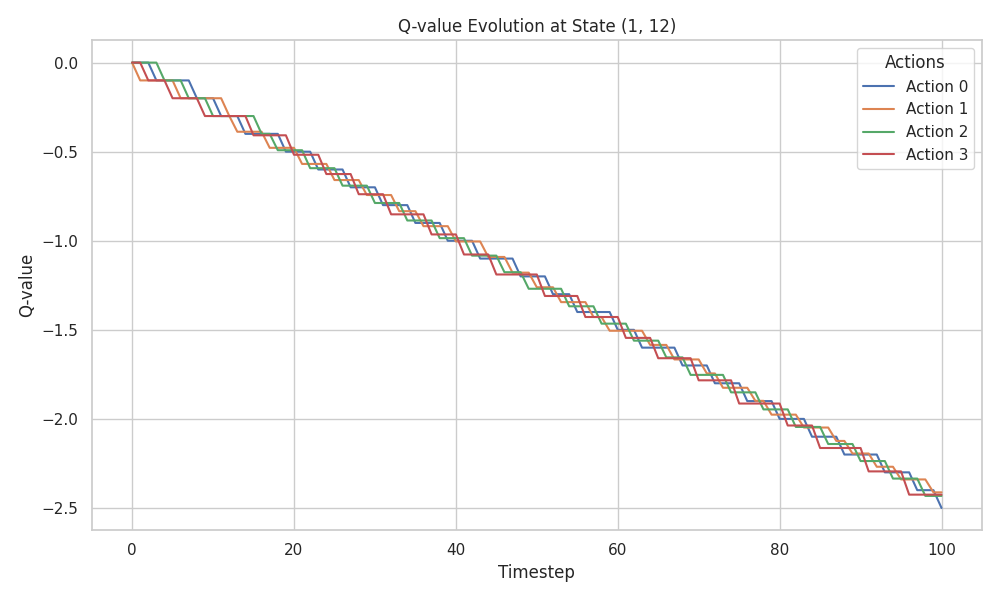 Q-value Evolution at State (1, 12)
Actions
Action 0
Action 1
Action 2
Action 3
Q-value
0.0
−0.5
−1.0
−1.5
−2.0
−2.5
0 20 40 60 80 100
Timestep